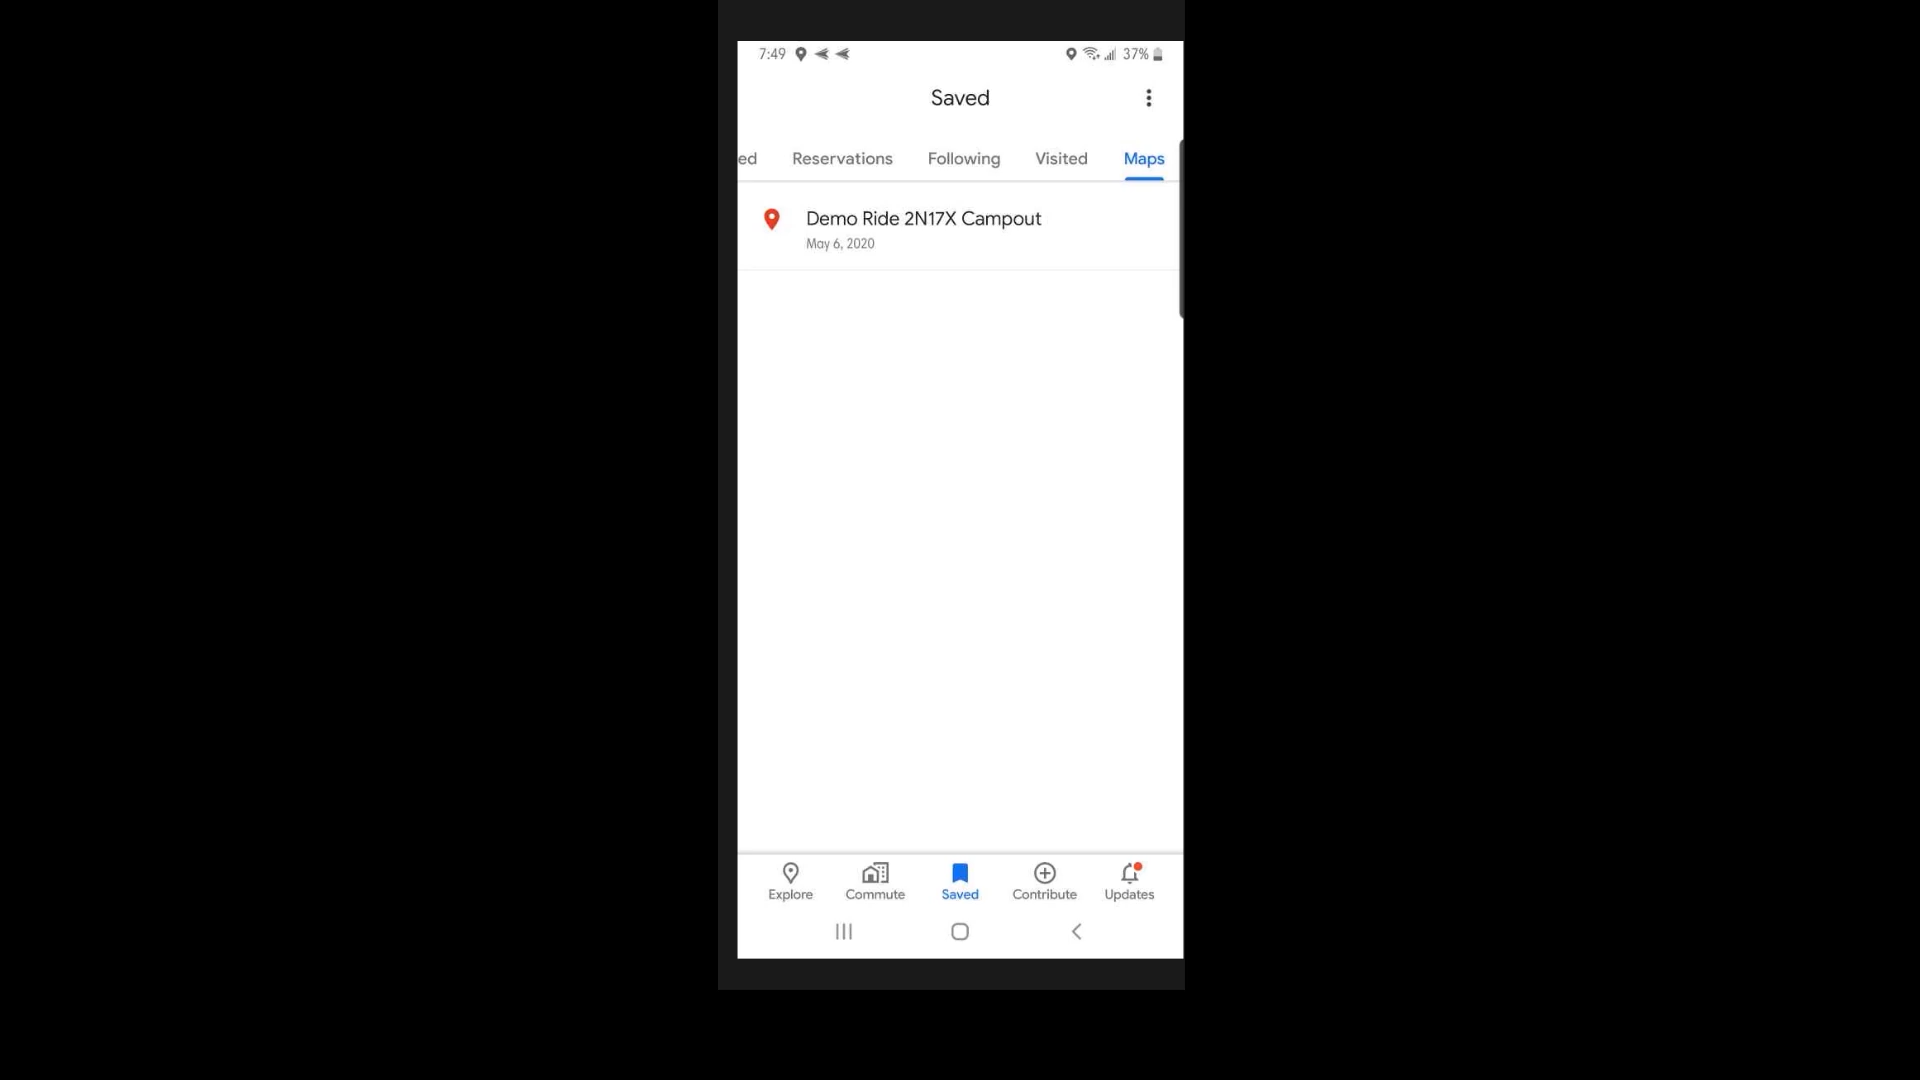 7:49 37%
Saved
ed Reservations Following Visited Maps
Demo Ride 2N17X Campout
May 6, 2020
Explore Commute Saved Contribute Updates